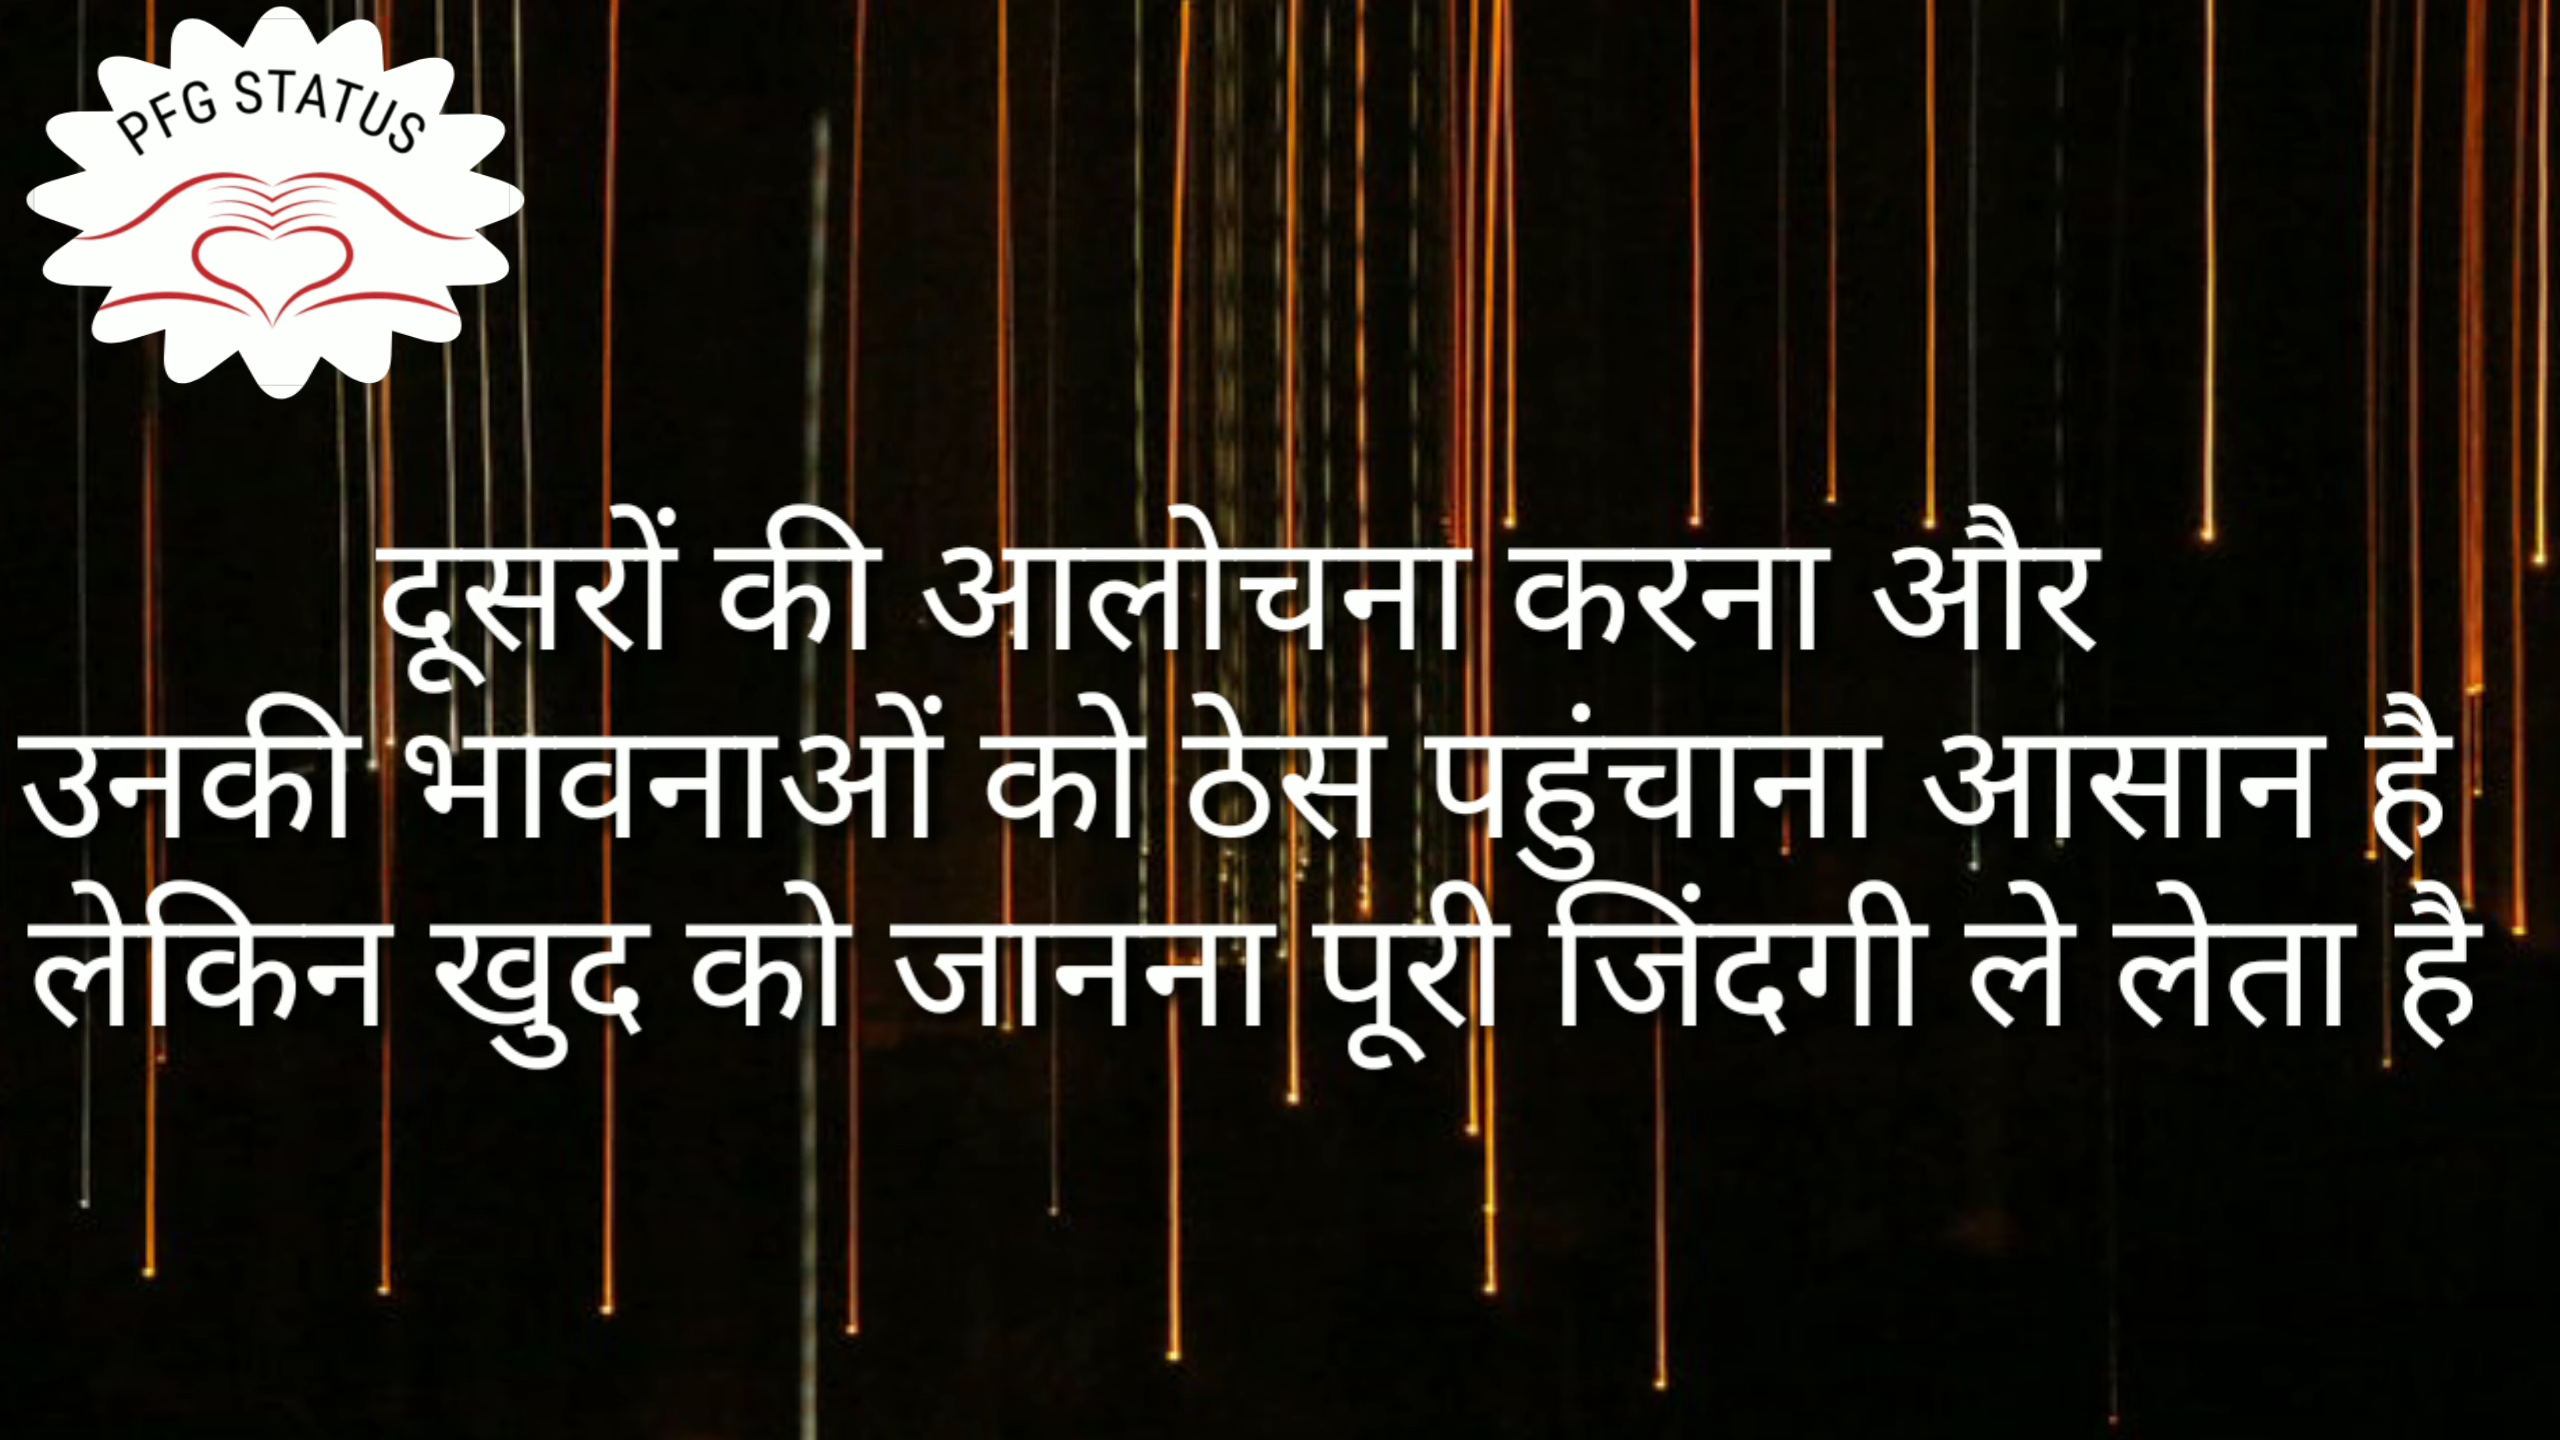 PFG STATUS
दूसरों की आलोचना करना और
उनकी भावनाओं को ठेस पहुंचाना आसान है
लेकिन खुद को जानना पूरी जिंदगी ले लेता है